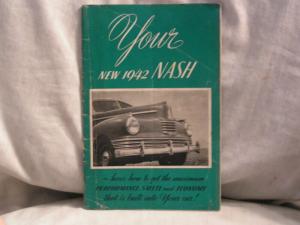 Your
NEW 1942 NASH
—here's how to get the maximum
PERFORMANCE, SAFETY and ECONOMY
that is built into Your car!